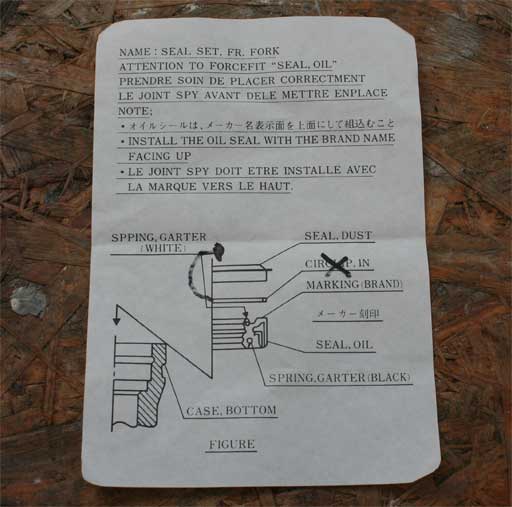 NAME : SEAL SET, FR. FORK
ATTENTION TO FORCEFIT "SEAL, OIL"
PRENDRE SOIN DE PLACER CORRECTMENT
LE JOINT SPY AVANT DELE METTRE ENPLACE
NOTE;
・オイルシールは、メーカー名表示面を上面にして組込むこと
・INSTALL THE OIL SEAL WITH THE BRAND NAME
FACING UP
・LE JOINT SPY DOIT ETRE INSTALLE AVEC
LA MARQUE VERS LE HAUT.
SPPING, GARTER
(WHITE)
SEAL, DUST
CIRCLIP, IN
MARKING (BRAND)
メーカー刻印
SEAL, OIL
SPRING, GARTER (BLACK)
CASE, BOTTOM
FIGURE